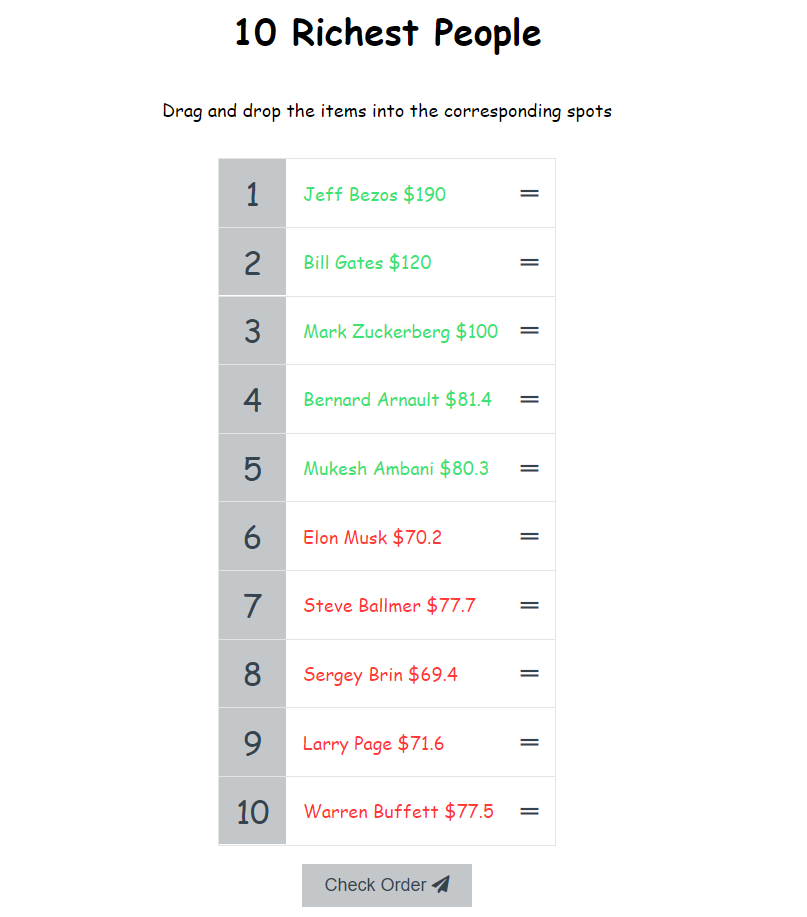 10 Richest People
Drag and drop the items into the corresponding spots
1 Jeff Bezos $190
2 Bill Gates $120
3 Mark Zuckerberg $100
4 Bernard Arnault $81.4
5 Mukesh Ambani $80.3
6 Elon Musk $70.2
7 Steve Ballmer $77.7
8 Sergey Brin $69.4
9 Larry Page $71.6
10 Warren Buffett $77.5
Check Order